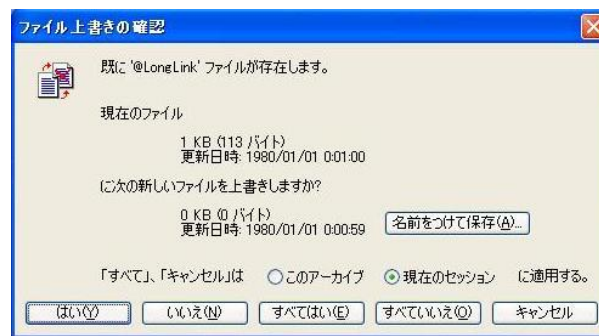 ファイル上書きの確認
既に '@LongLink' ファイルが存在します。
現在のファイル
1 KB (113 バイト)
更新日時: 1980/01/01 0:01:00
に次の新しいファイルを上書きしますか?
0 KB (0 バイト)
更新日時: 1980/01/01 0:00:59
名前をつけて保存(A)...
「すべて」、「キャンセル」は ○このアーカイブ ◉現在のセッション に適用する。
はい(Y) いいえ(N) すべてはい(E) すべていいえ(O) キャンセル